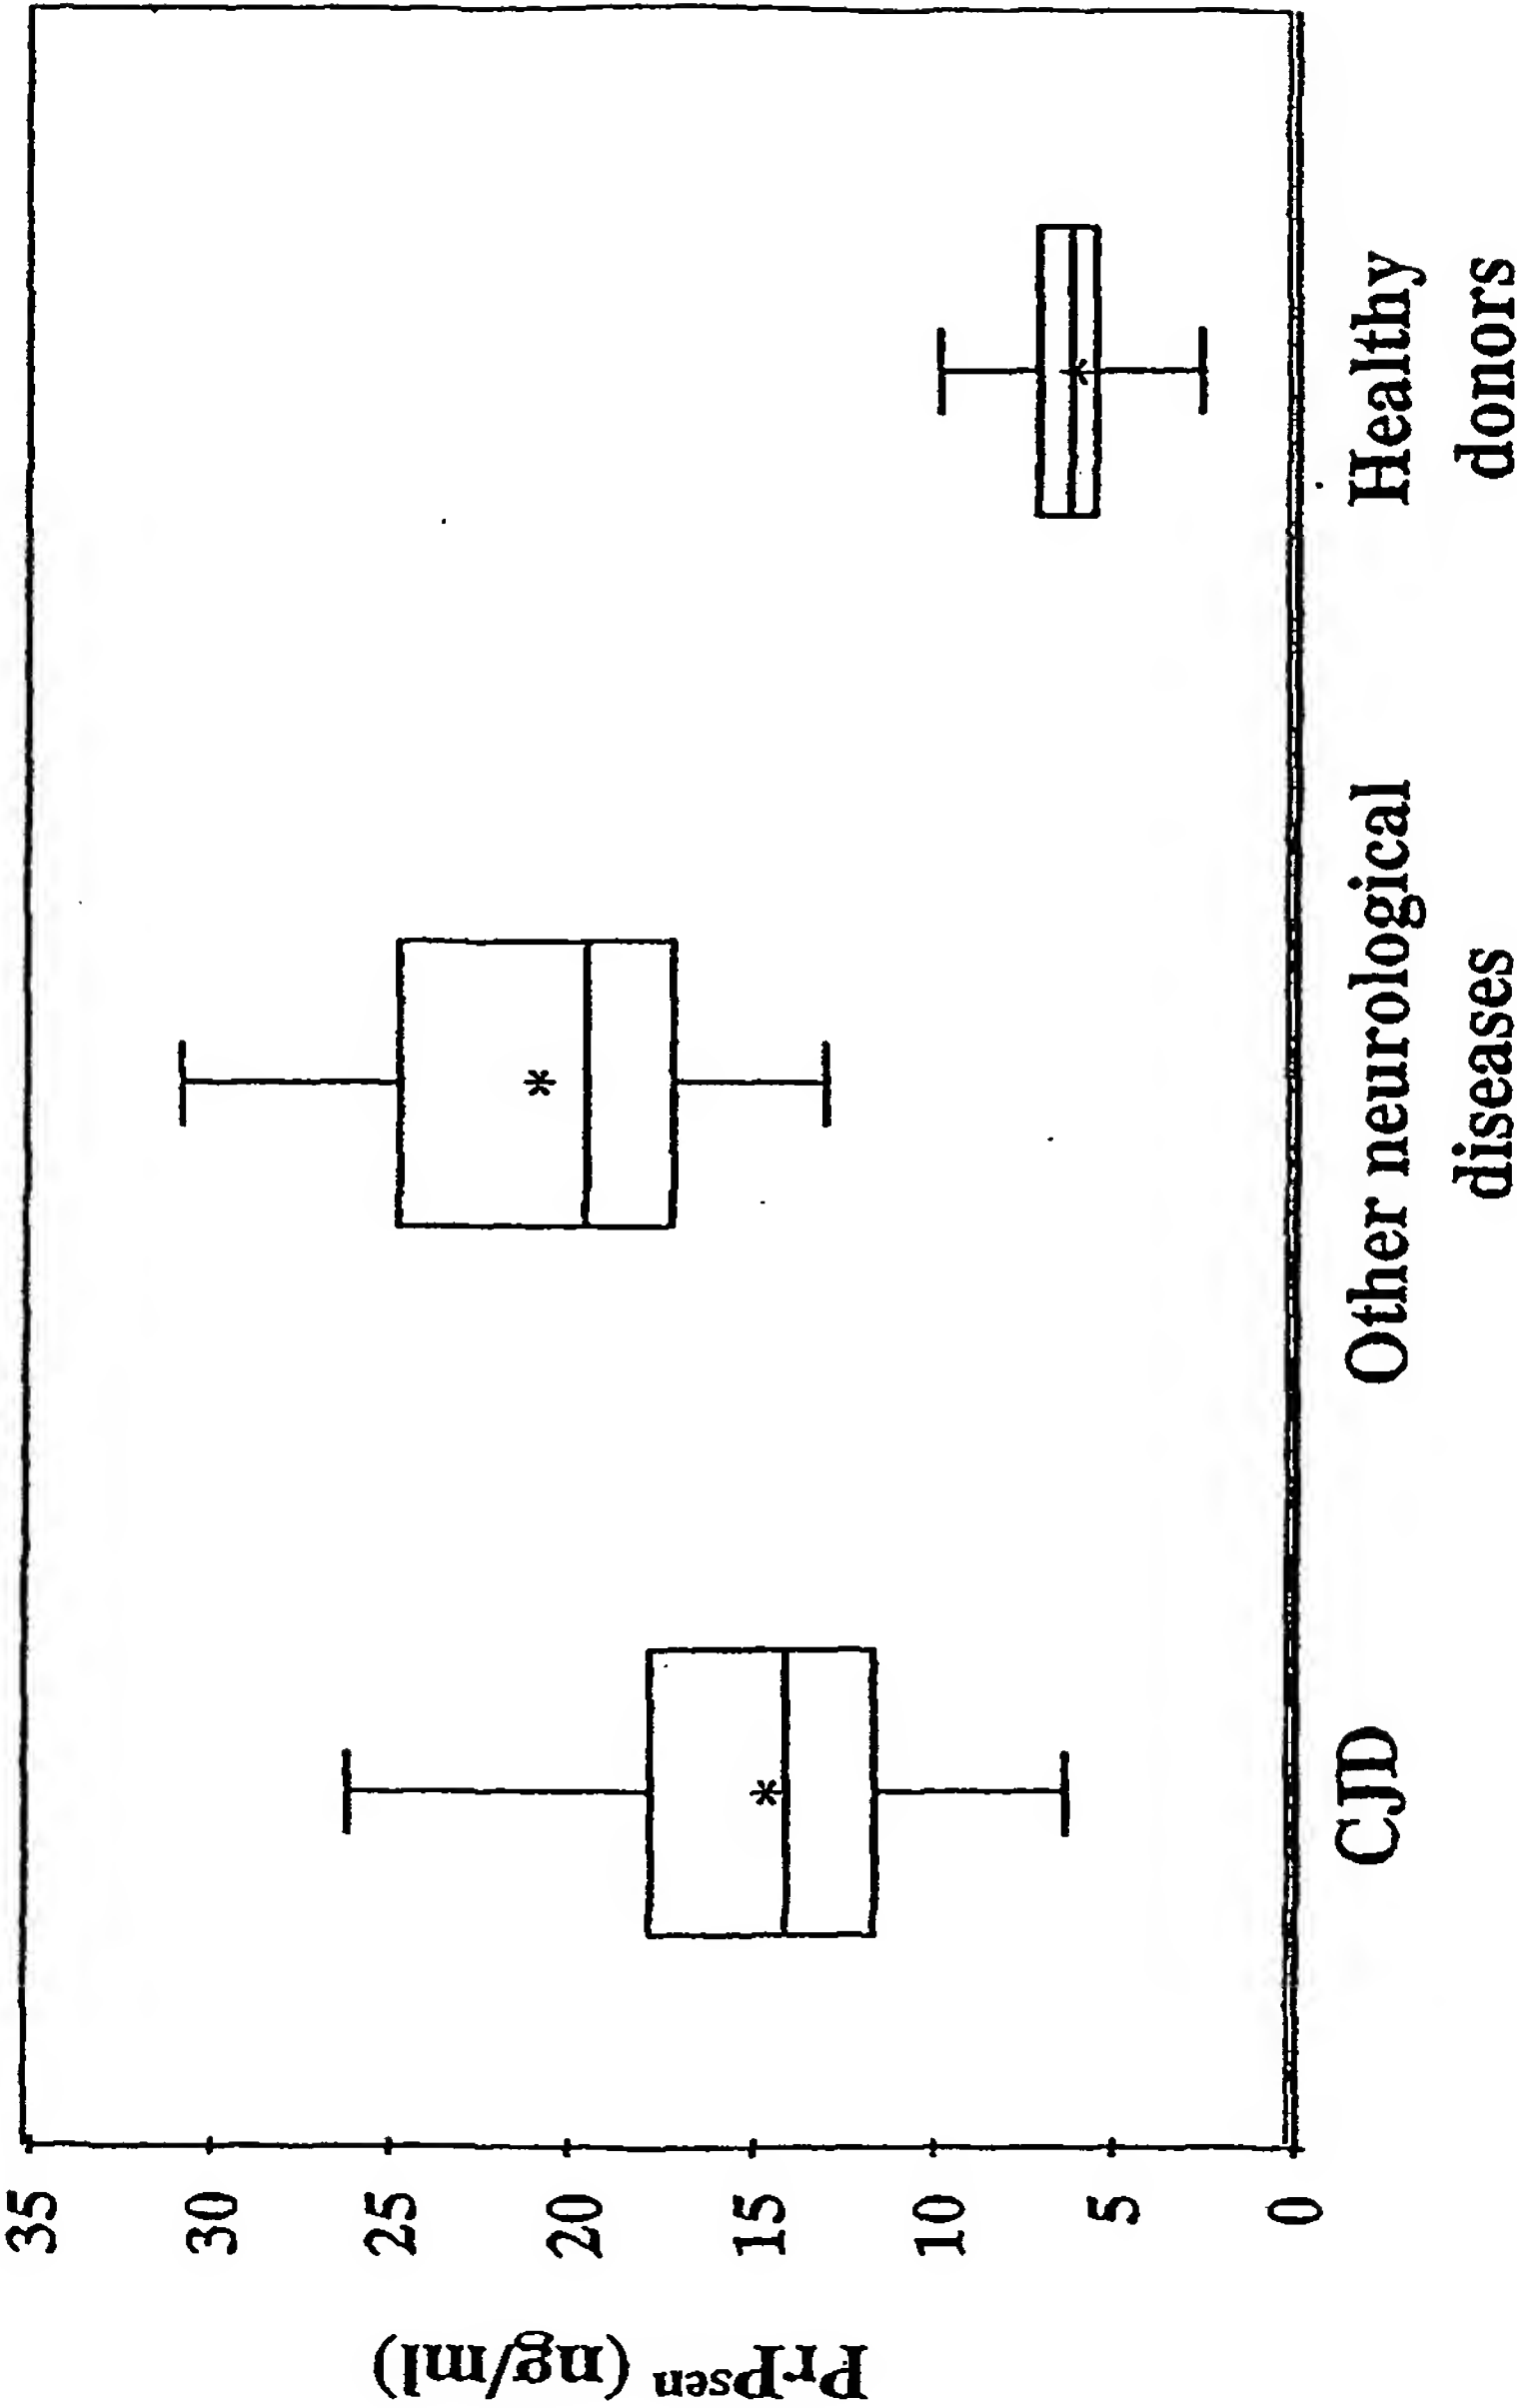 PrPsen (ng/ml)
35
30
25
20
15
10
5
0
CJD
Other neurological
diseases
Healthy
donors